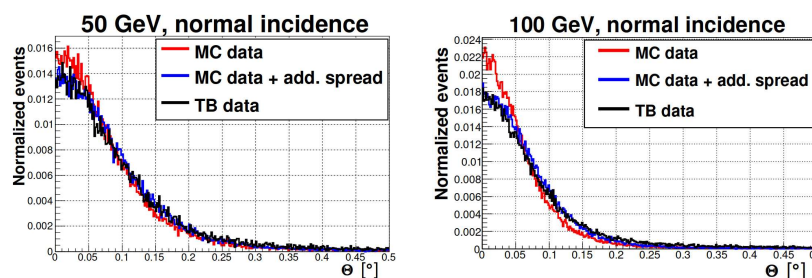 50 GeV, normal incidence
Normalized events
0.016
0.014
0.012
0.01
0.008
0.006
0.004
0.002
0
MC data
MC data + add. spread
TB data
0 0.05 0.1 0.15 0.2 0.25 0.3 0.35 0.4 0.45 0.5
Θ [°]
100 GeV, normal incidence
Normalized events
0.024
0.022
0.02
0.018
0.016
0.014
0.012
0.01
0.008
0.006
0.004
0.002
0
MC data
MC data + add. spread
TB data
0 0.05 0.1 0.15 0.2 0.25 0.3 0.35 0.4 0.45
Θ [°]